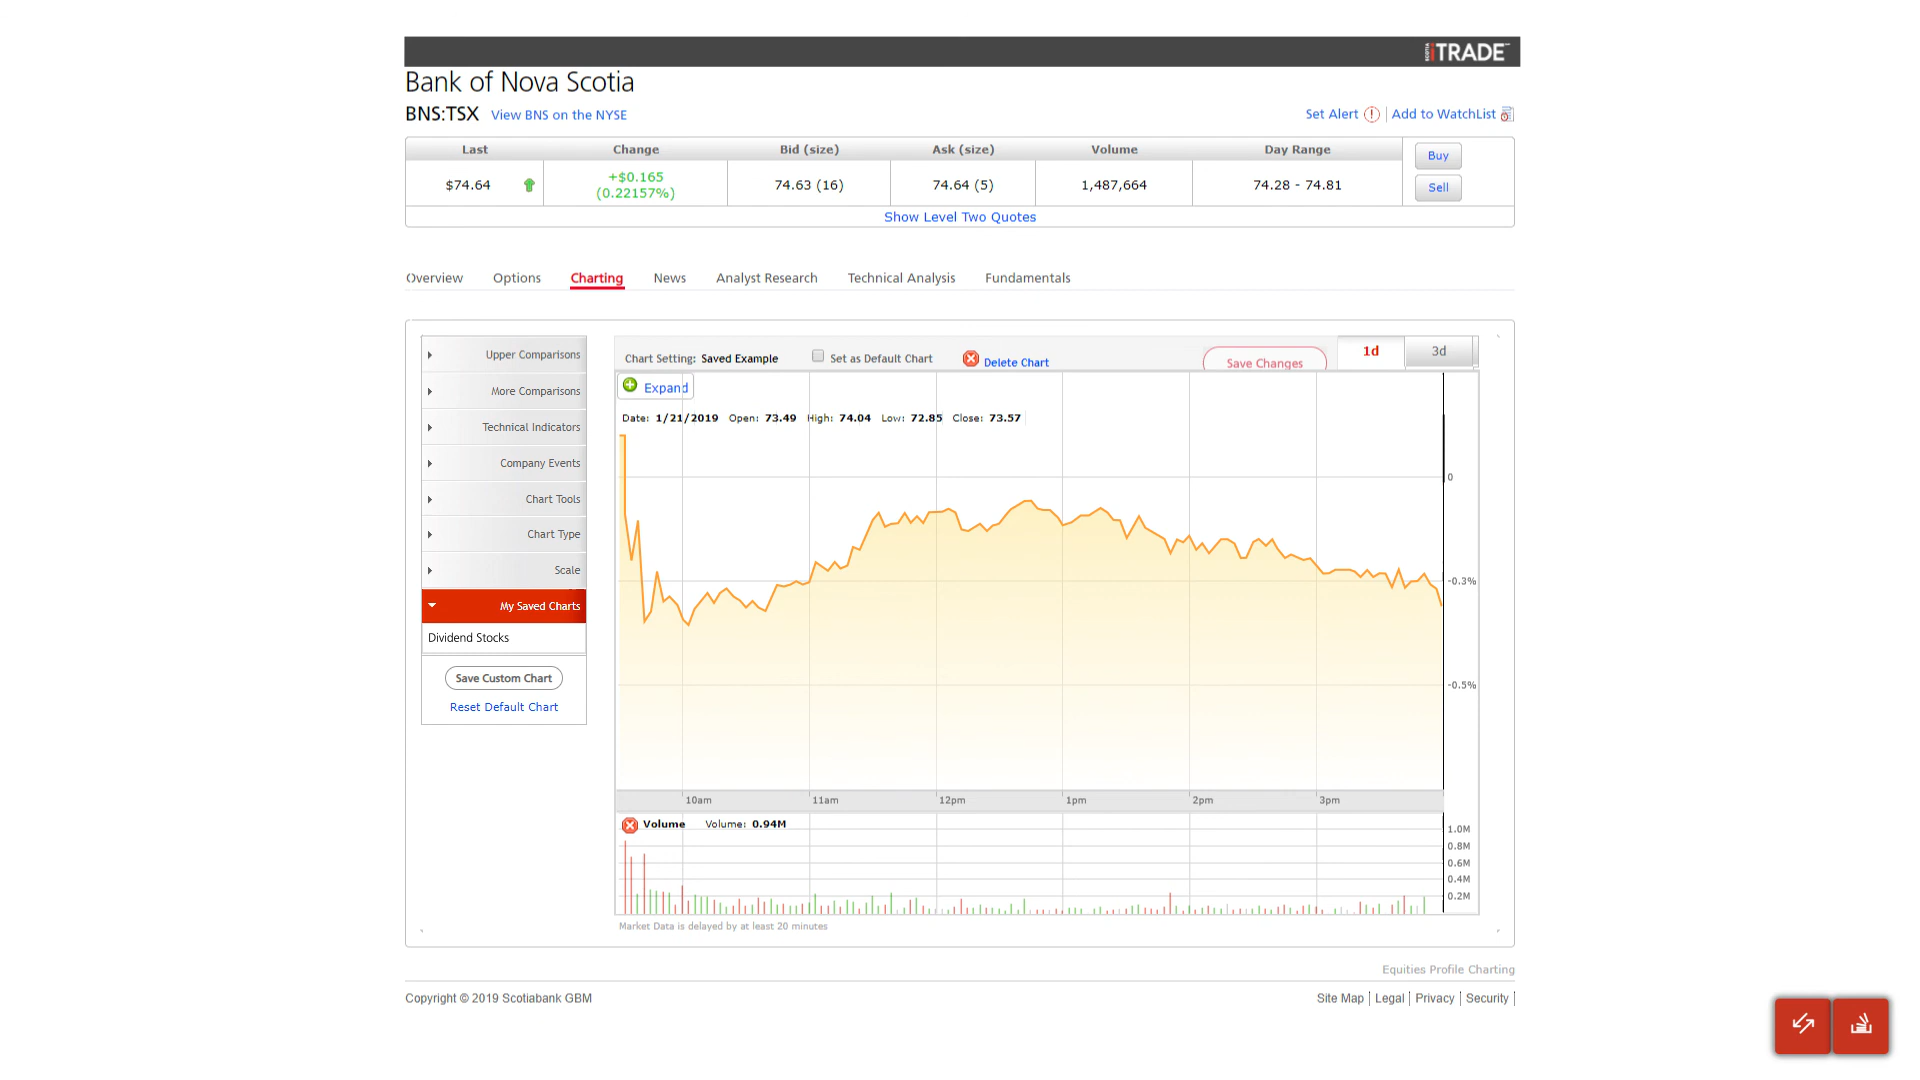 SCOTIA iTRADE
Bank of Nova Scotia
BNS:TSX View BNS on the NYSE
Set Alert Add to WatchList
Last Change Bid (size) Ask (size) Volume Day Range
$74.64 +$0.165 (0.22157%) 74.63 (16) 74.64 (5) 1,487,664 74.28 - 74.81
Buy
Sell
Show Level Two Quotes
Overview Options Charting News Analyst Research Technical Analysis Fundamentals
Upper Comparisons
More Comparisons
Technical Indicators
Company Events
Chart Tools
Chart Type
Scale
My Saved Charts
Dividend Stocks
Save Custom Chart
Reset Default Chart
Chart Setting: Saved Example Set as Default Chart Delete Chart Save Changes 1d 3d
Expand
Date: 1/21/2019 Open: 73.49 High: 74.04 Low: 72.85 Close: 73.57
0
-0.3%
-0.5%
10am 11am 12pm 1pm 2pm 3pm
Volume Volume: 0.94M
1.0M
0.8M
0.6M
0.4M
0.2M
Market Data is delayed by at least 20 minutes
Equities Profile Charting
Copyright © 2019 Scotiabank GBM
Site Map | Legal | Privacy | Security |